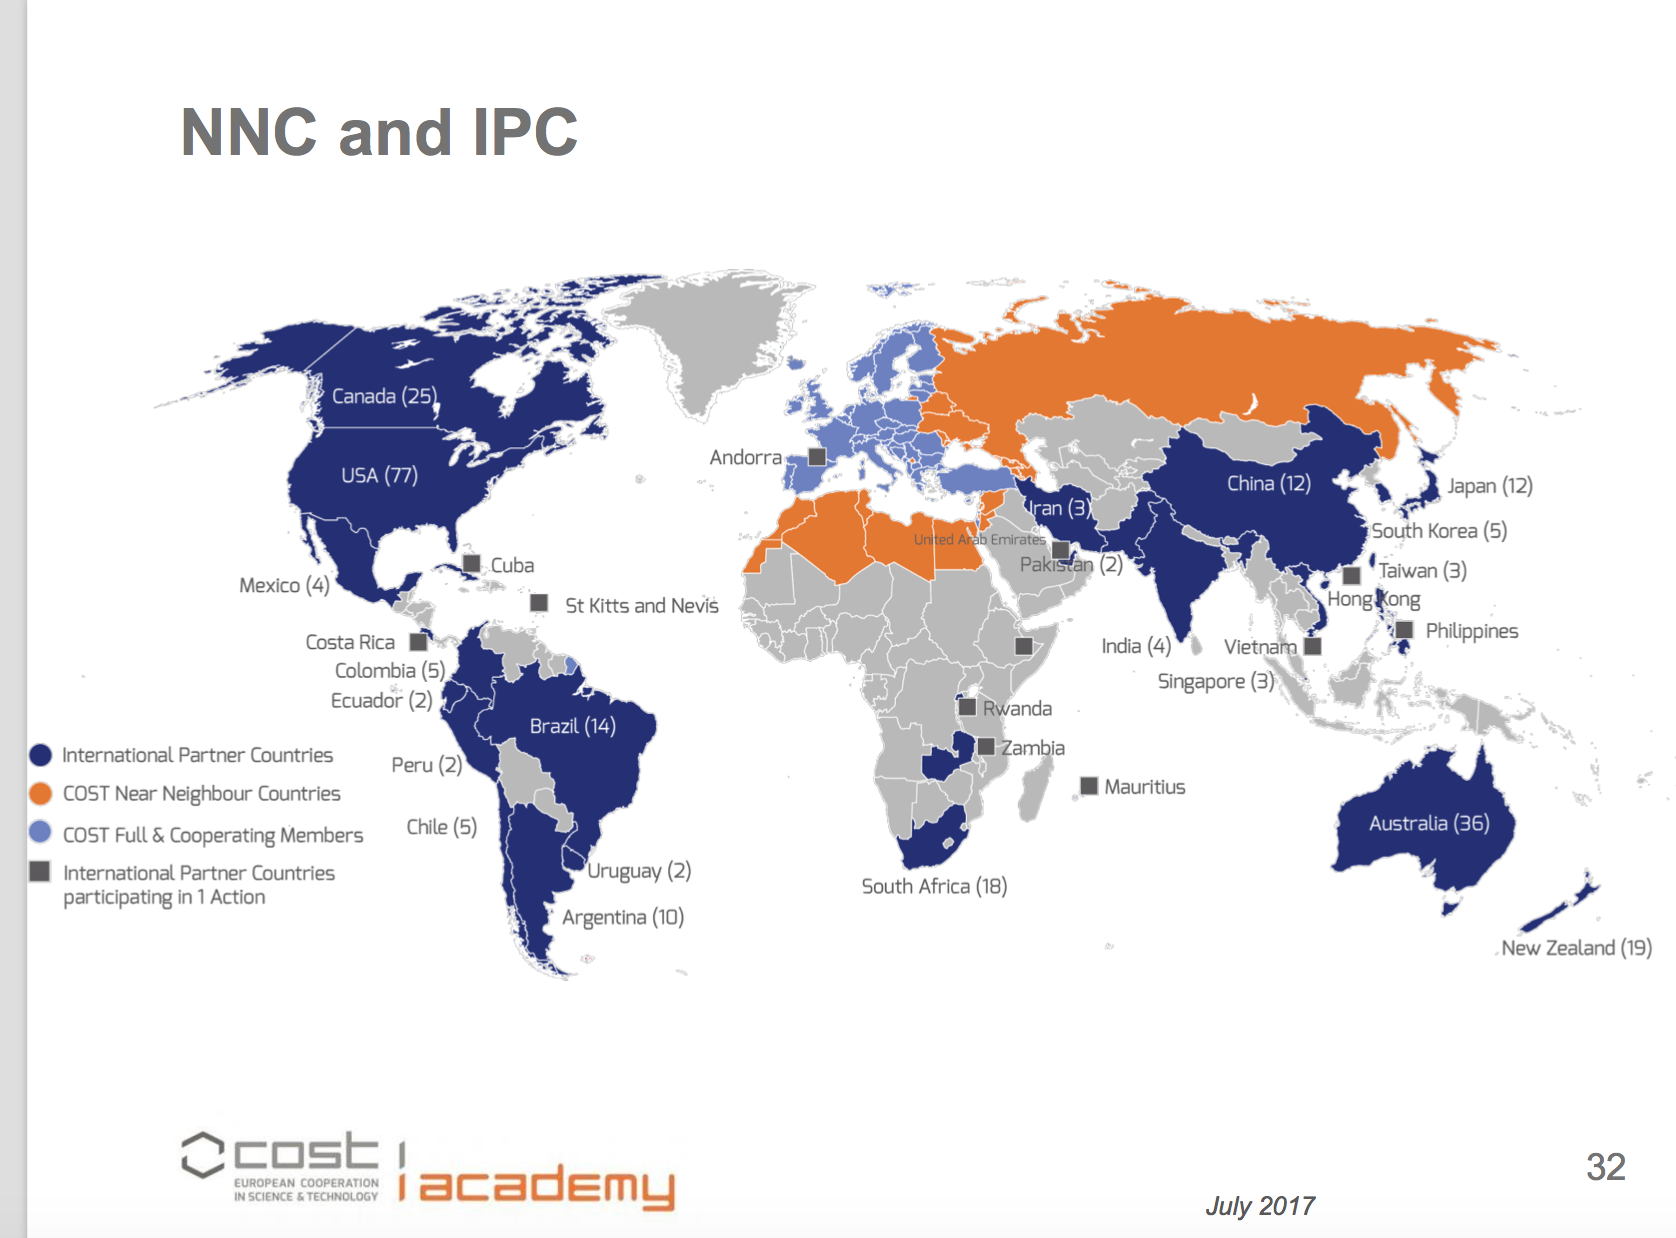 NNC and IPC
Canada (25)
USA (77)
Andorra
China (12)
Japan (12)
Iran (3)
South Korea (5)
United Arab Emirates
Pakistan (2)
Cuba
Mexico (4)
Taiwan (3)
Hong Kong
St Kitts and Nevis
Philippines
Costa Rica
India (4)
Vietnam
Colombia (5)
Singapore (3)
Ecuador (2)
Rwanda
Brazil (14)
Zambia
Peru (2)
Mauritius
Chile (5)
Australia (36)
Uruguay (2)
South Africa (18)
Argentina (10)
New Zealand (19)
International Partner Countries
COST Near Neighbour Countries
COST Full & Cooperating Members
International Partner Countries
participating in 1 Action
cost
EUROPEAN COOPERATION
IN SCIENCE & TECHNOLOGY
academy
July 2017
32